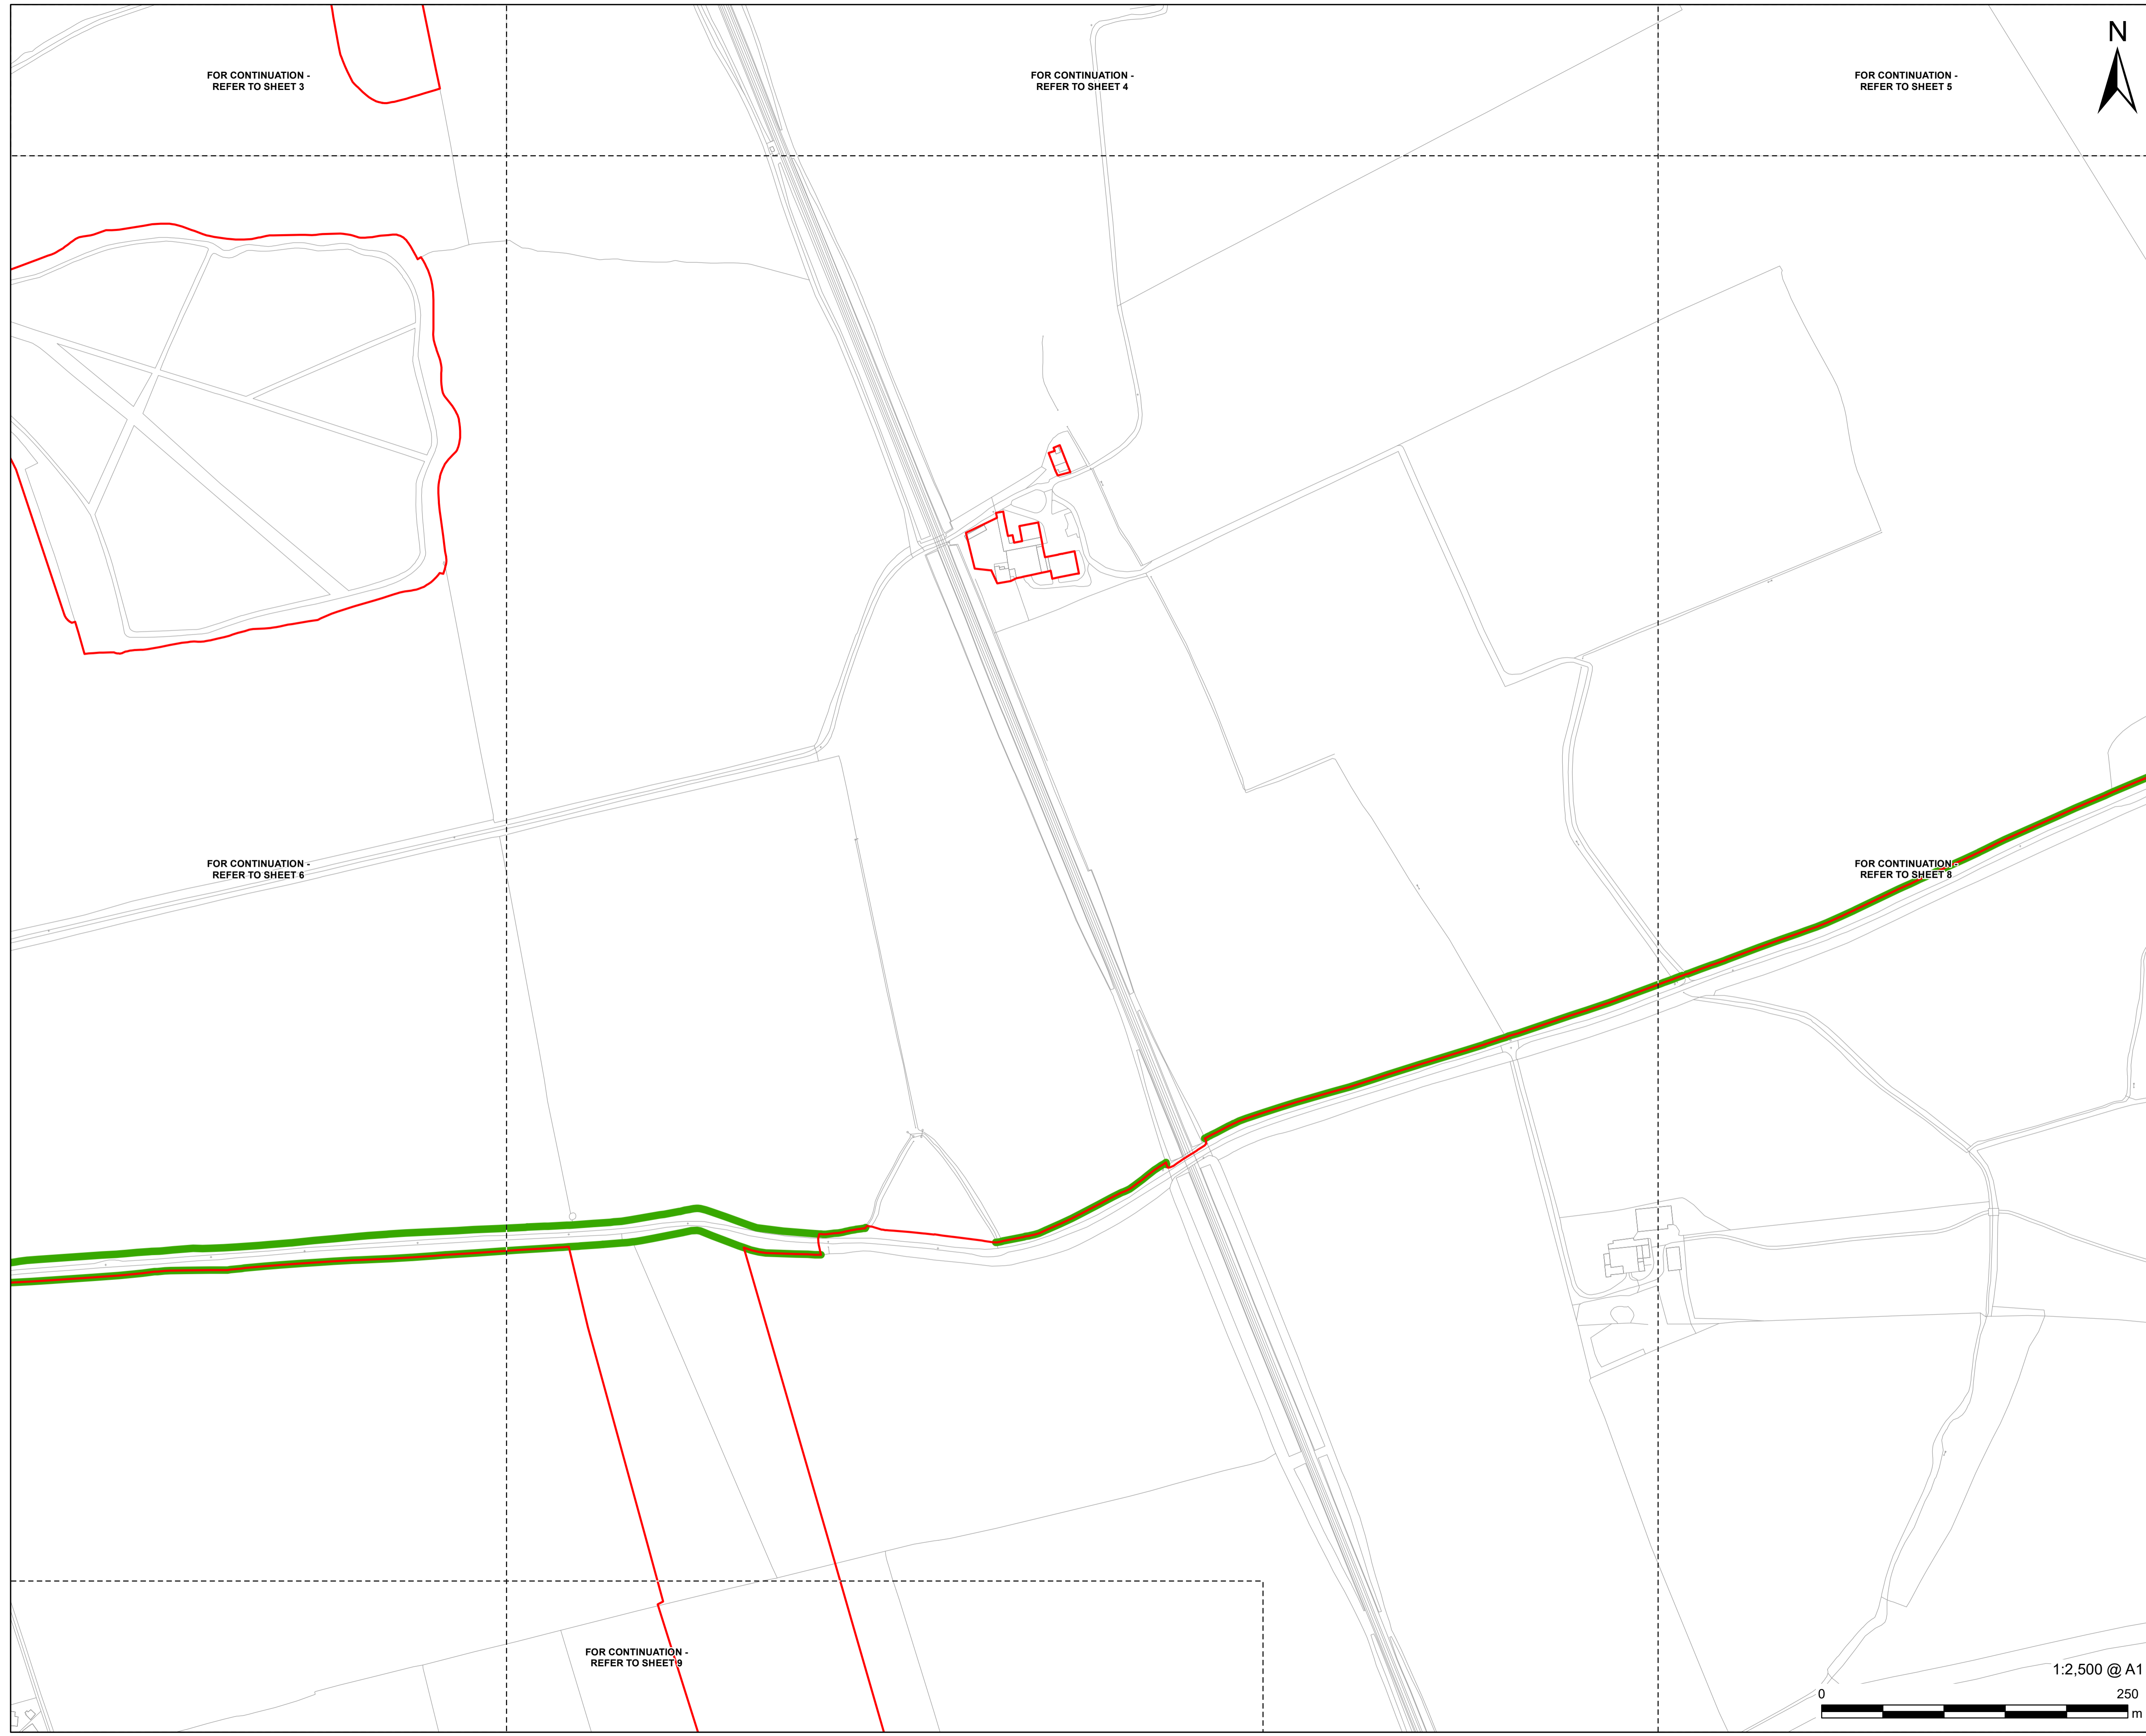 N
FOR CONTINUATION -
REFER TO SHEET 3
FOR CONTINUATION -
REFER TO SHEET 4
FOR CONTINUATION -
REFER TO SHEET 5
FOR CONTINUATION -
REFER TO SHEET 6
FOR CONTINUATION -
REFER TO SHEET 8
FOR CONTINUATION -
REFER TO SHEET 9
1:2,500 @ A1
0 250
m